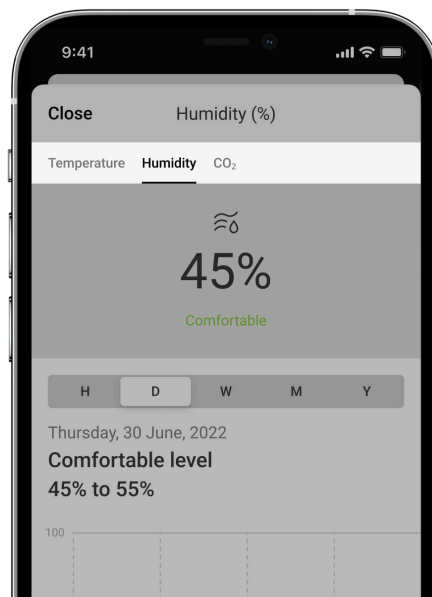 9:41
Close Humidity (%)
Temperature Humidity CO₂
45%
Comfortable
H D W M Y
Thursday, 30 June, 2022
Comfortable level
45% to 55%
100